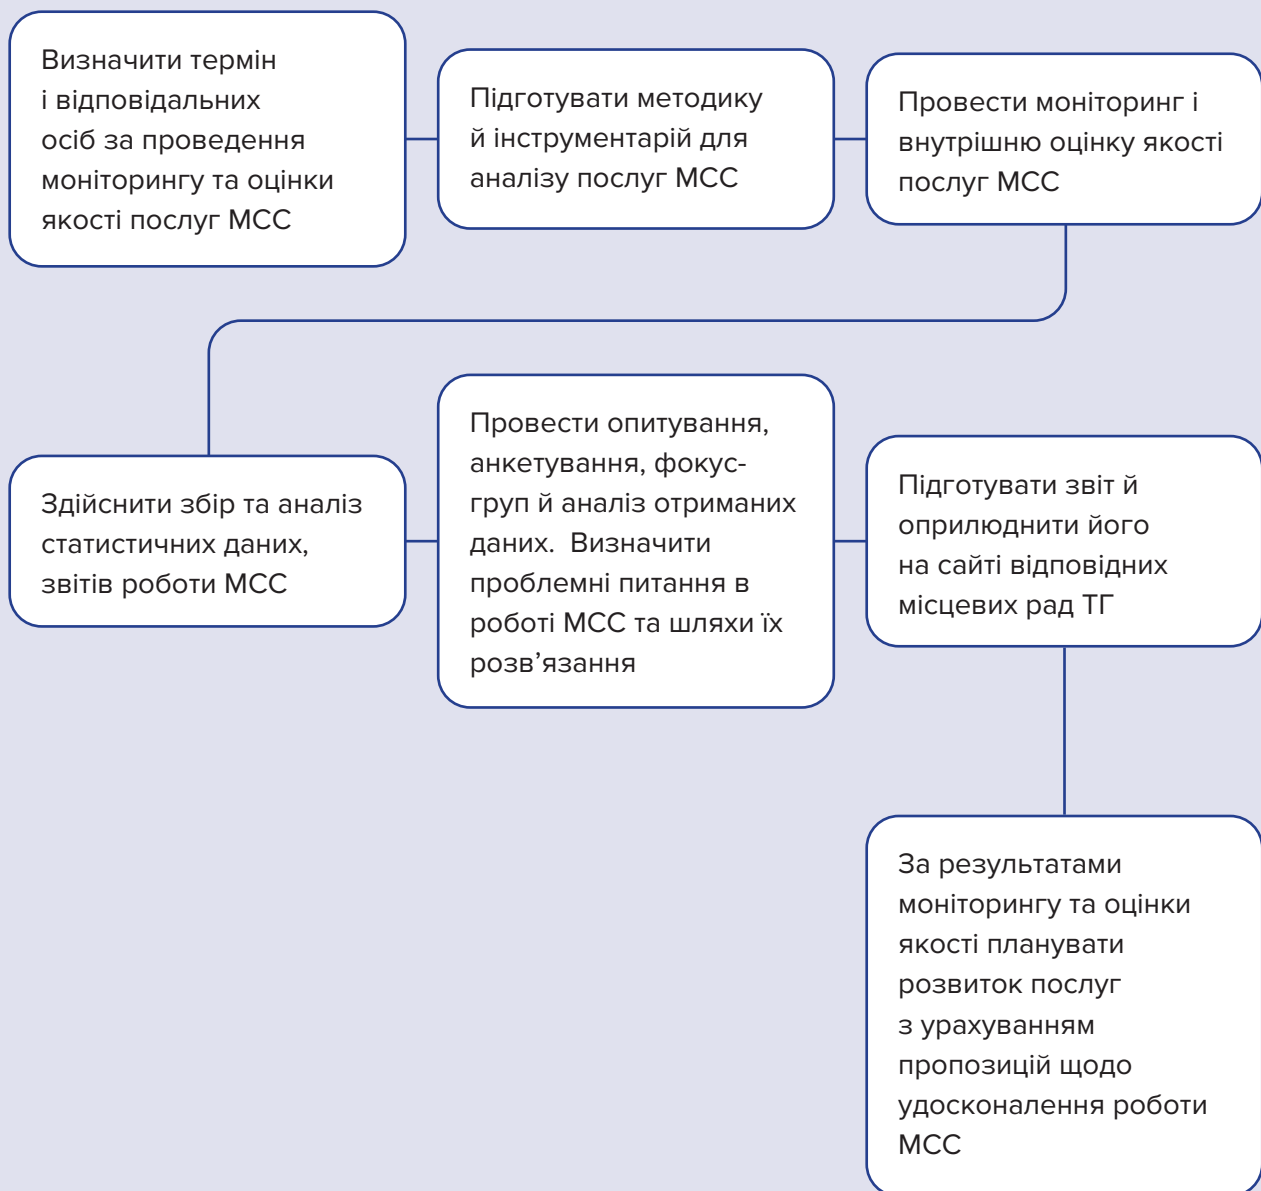 Визначити термін
і відповідальних
осіб за проведення
моніторингу та оцінки
якості послуг МСС
Підготувати методику
й інструментарій для
аналізу послуг МСС
Провести моніторинг і
внутрішню оцінку якості
послуг МСС
Здійснити збір та аналіз
статистичних даних,
звітів роботи МСС
Провести опитування,
анкетування, фокус-
груп й аналіз отриманих
даних.  Визначити
проблемні питання в
роботі МСС та шляхи їх
розв’язання
Підготувати звіт й
оприлюднити його
на сайті відповідних
місцевих рад ТГ
За результатами
моніторингу та оцінки
якості планувати
розвиток послуг
з урахуванням
пропозицій щодо
удосконалення роботи
МСС